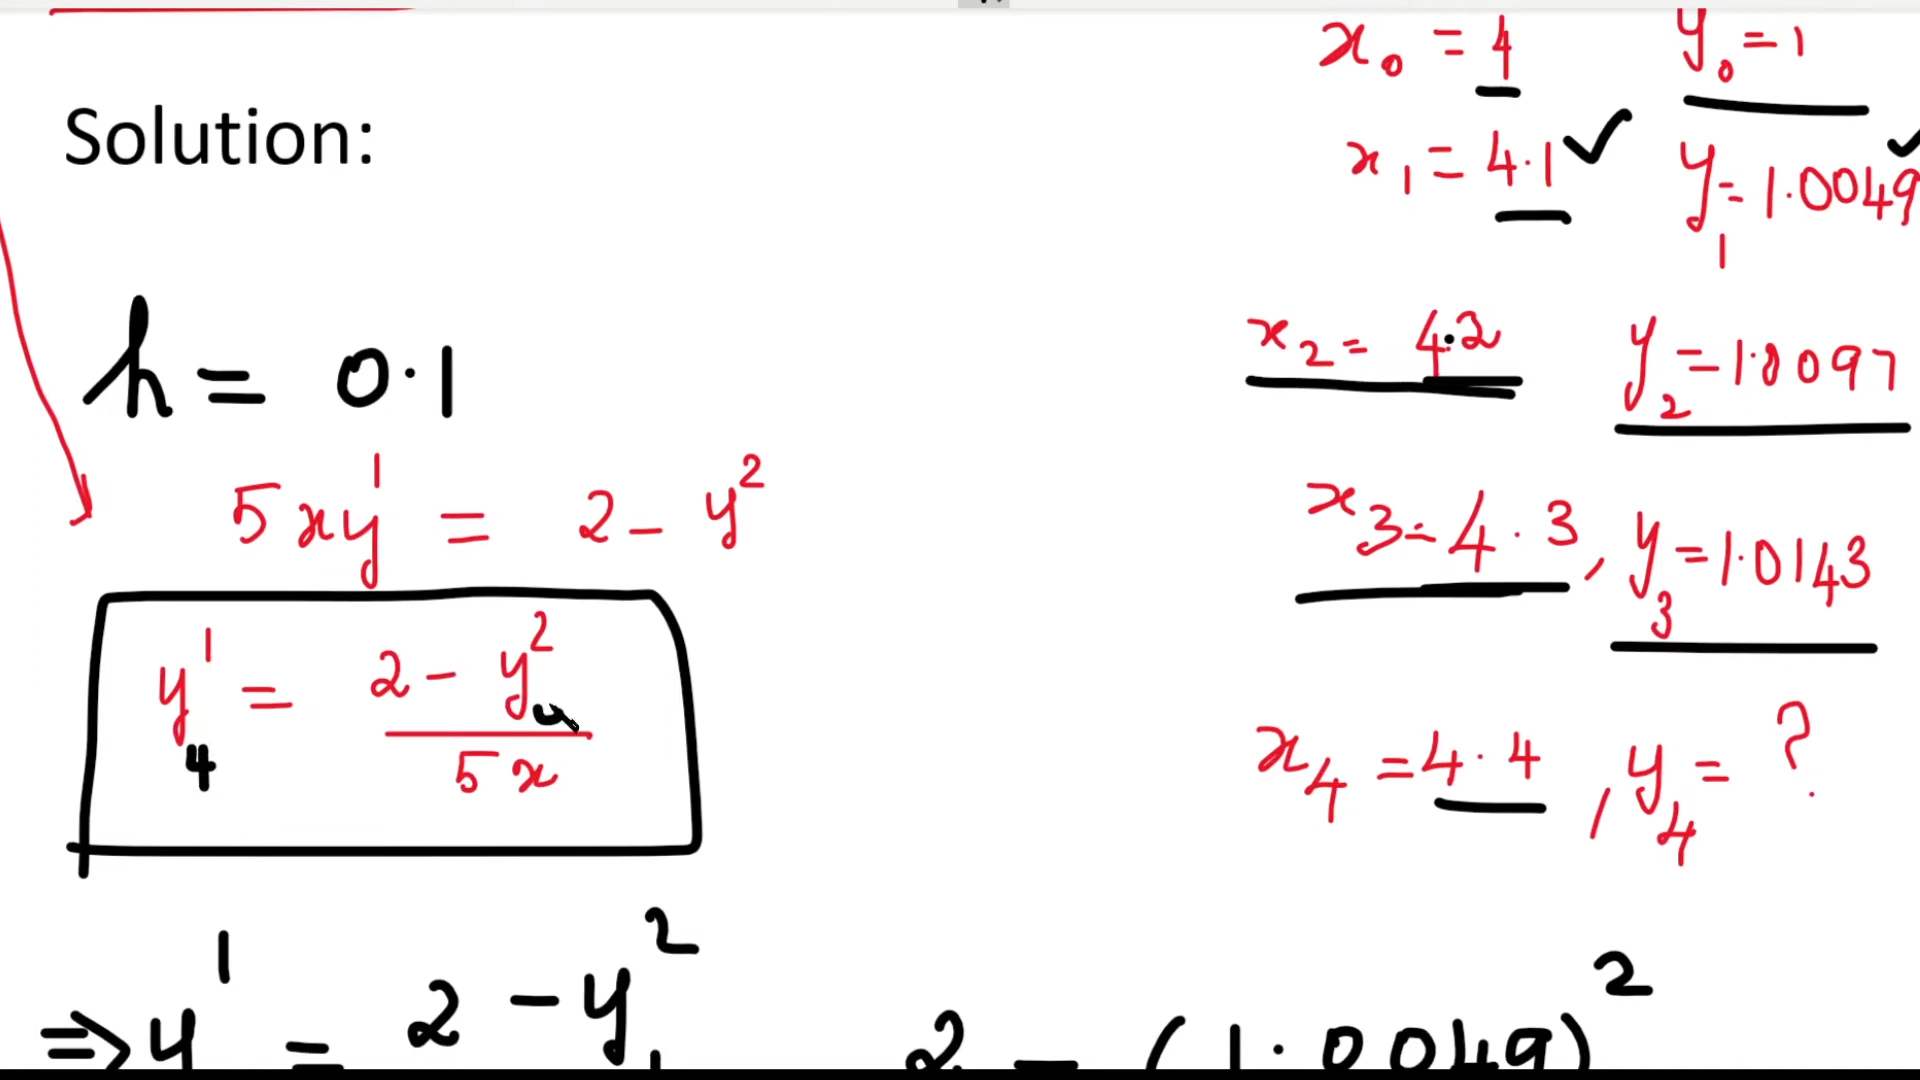 x₀ = 4 y₀ = 1
Solution:
x₁ = 4.1 ✓ y₁ = 1.0049 ✓
x₂ = 4.2 y₂ = 1.0097
h = 0.1
5xy' = 2 - y²
x₃ = 4.3, y₃ = 1.0143
y'₄ = (2 - y²)/(5x)
x₄ = 4.4, y₄ = ?
⇒ y' = 2 - y₁² 2 - (1.0049)²